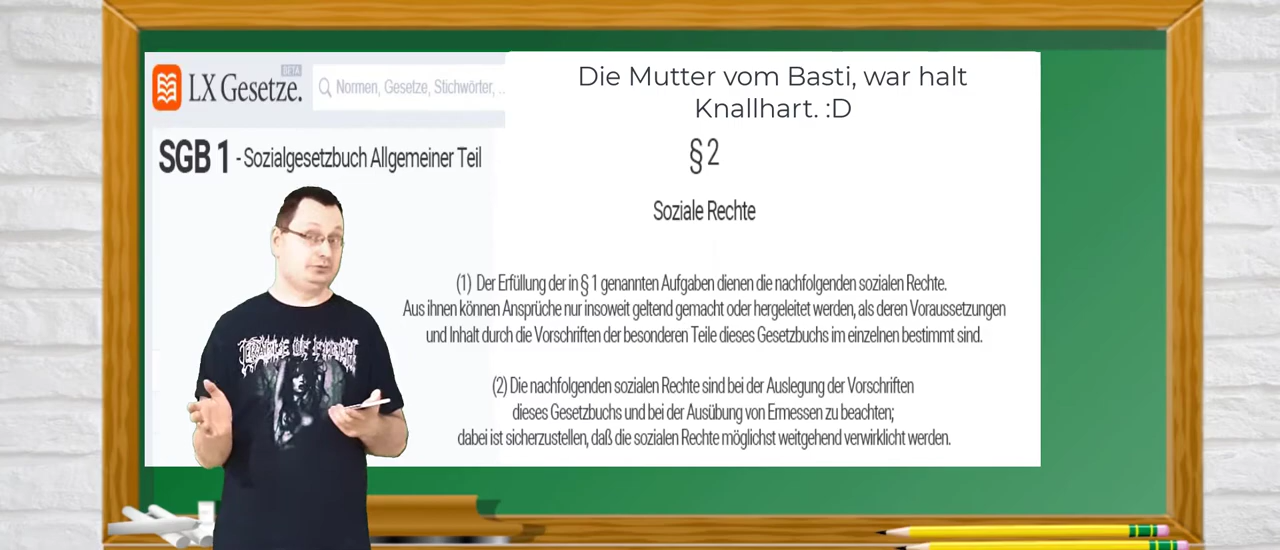 BETA
LX Gesetze.
Normen, Gesetze, Stichwörter, ..
SGB 1 - Sozialgesetzbuch Allgemeiner Teil
Die Mutter vom Basti, war halt
Knallhart. :D
§ 2
Soziale Rechte
(1) Der Erfüllung der in § 1 genannten Aufgaben dienen die nachfolgenden sozialen Rechte.
Aus ihnen können Ansprüche nur insoweit geltend gemacht oder hergeleitet werden, als deren Voraussetzungen
und Inhalt durch die Vorschriften der besonderen Teile dieses Gesetzbuchs im einzelnen bestimmt sind.
(2) Die nachfolgenden sozialen Rechte sind bei der Auslegung der Vorschriften
dieses Gesetzbuchs und bei der Ausübung von Ermessen zu beachten;
dabei ist sicherzustellen, daß die sozialen Rechte möglichst weitgehend verwirklicht werden.
CRADLE OF FILTH